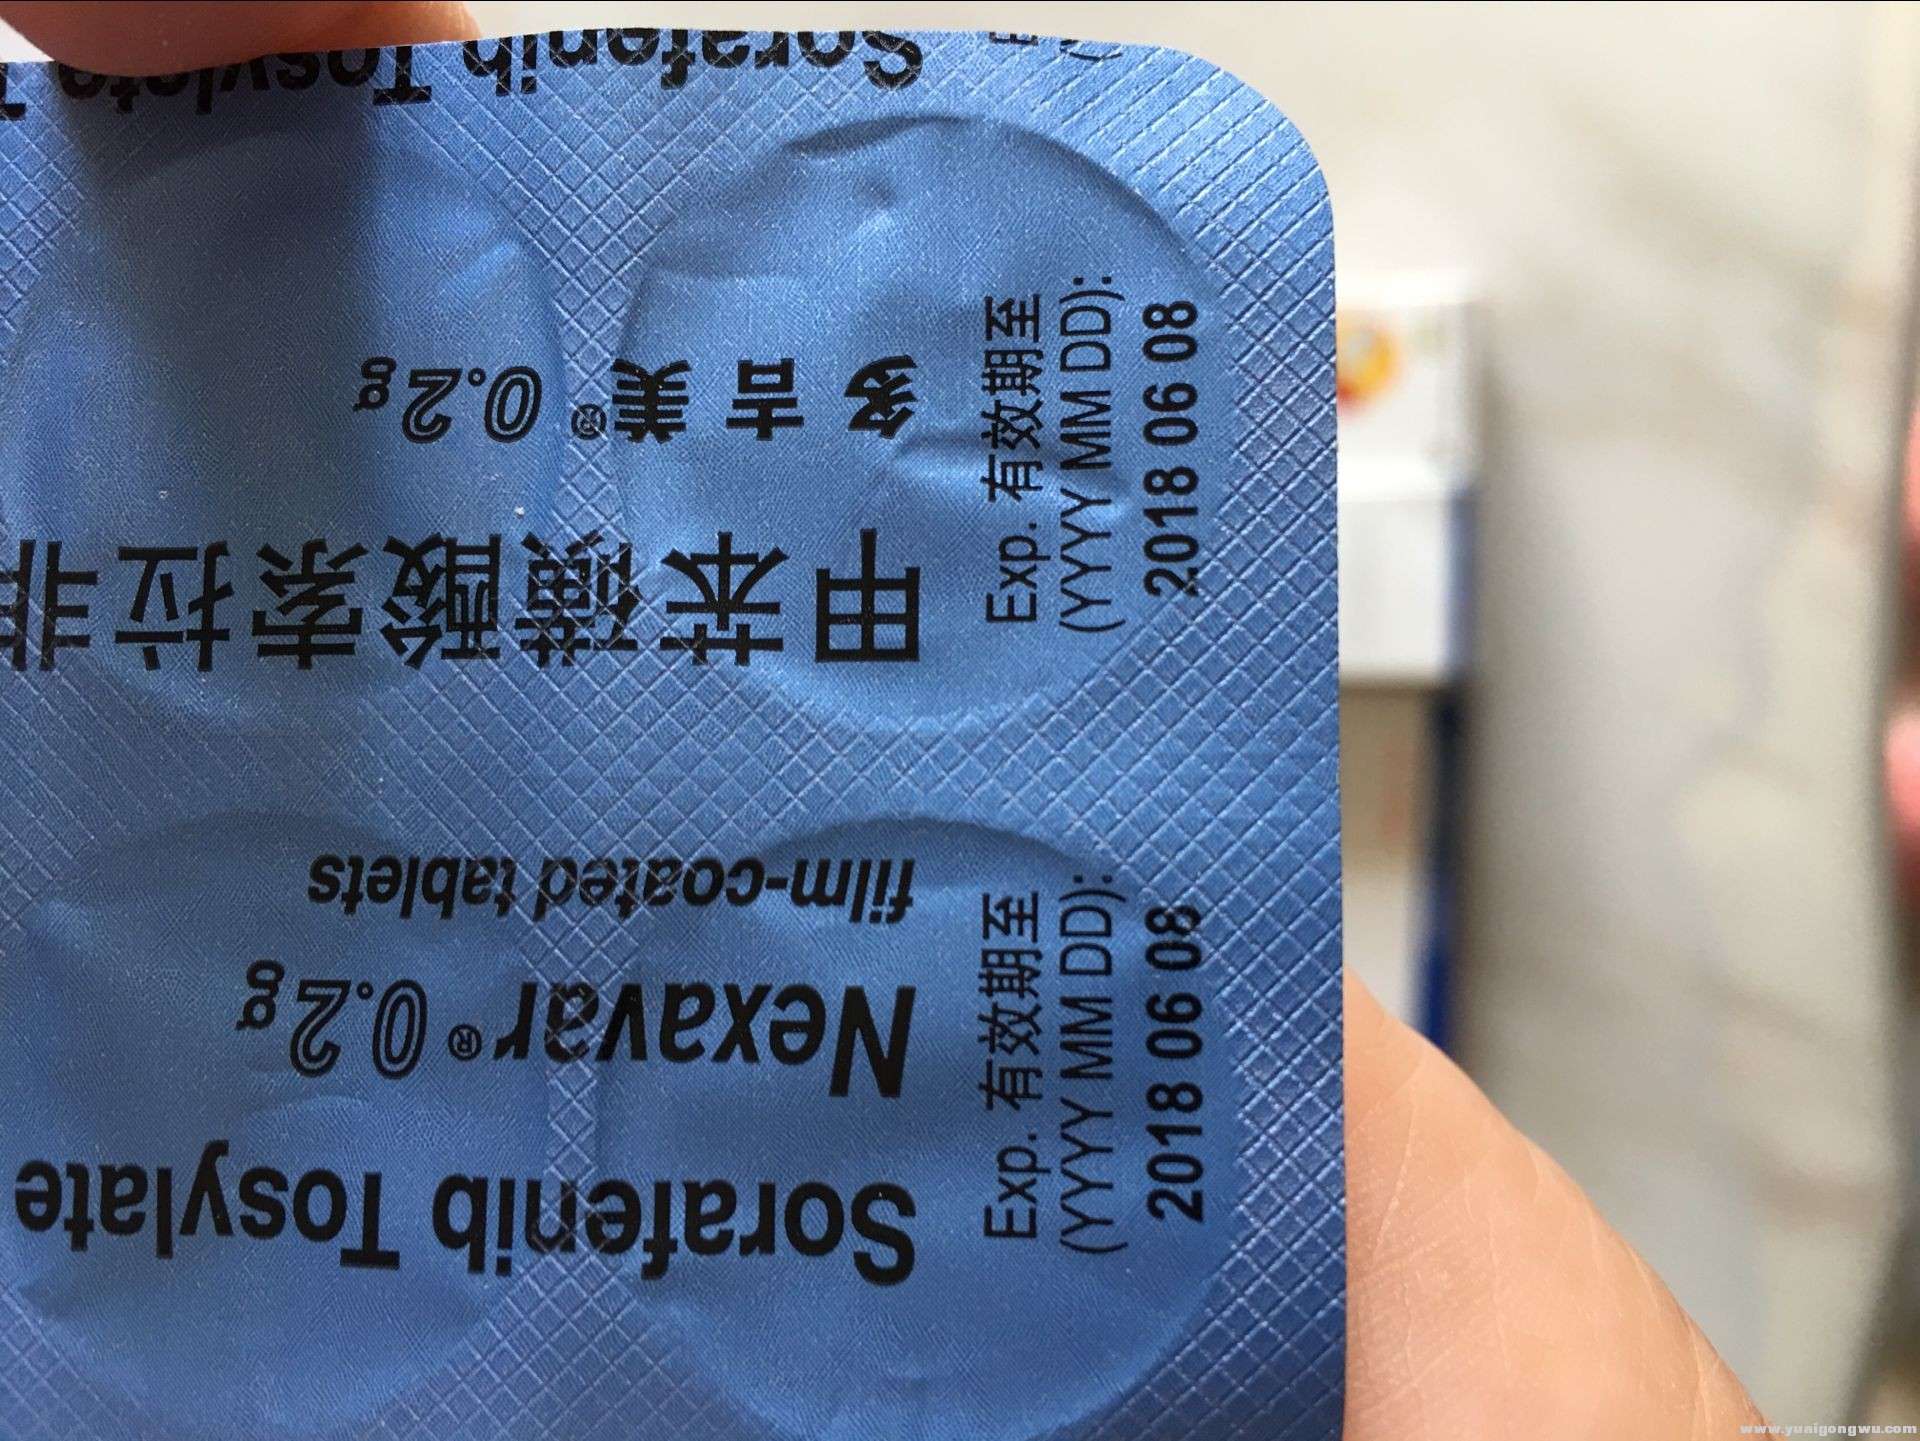 Sorafenib Tosylate
Nexavar® 0.2g
film-coated tablets
Exp. 有效期至
(YYYY MM DD):
2018 06 08
甲苯磺酸索拉非
多吉美® 0.2g
Exp. 有效期至
(YYYY MM DD):
2018 06 08
Sorafenib Tosylate
www.yuaigongwu.com